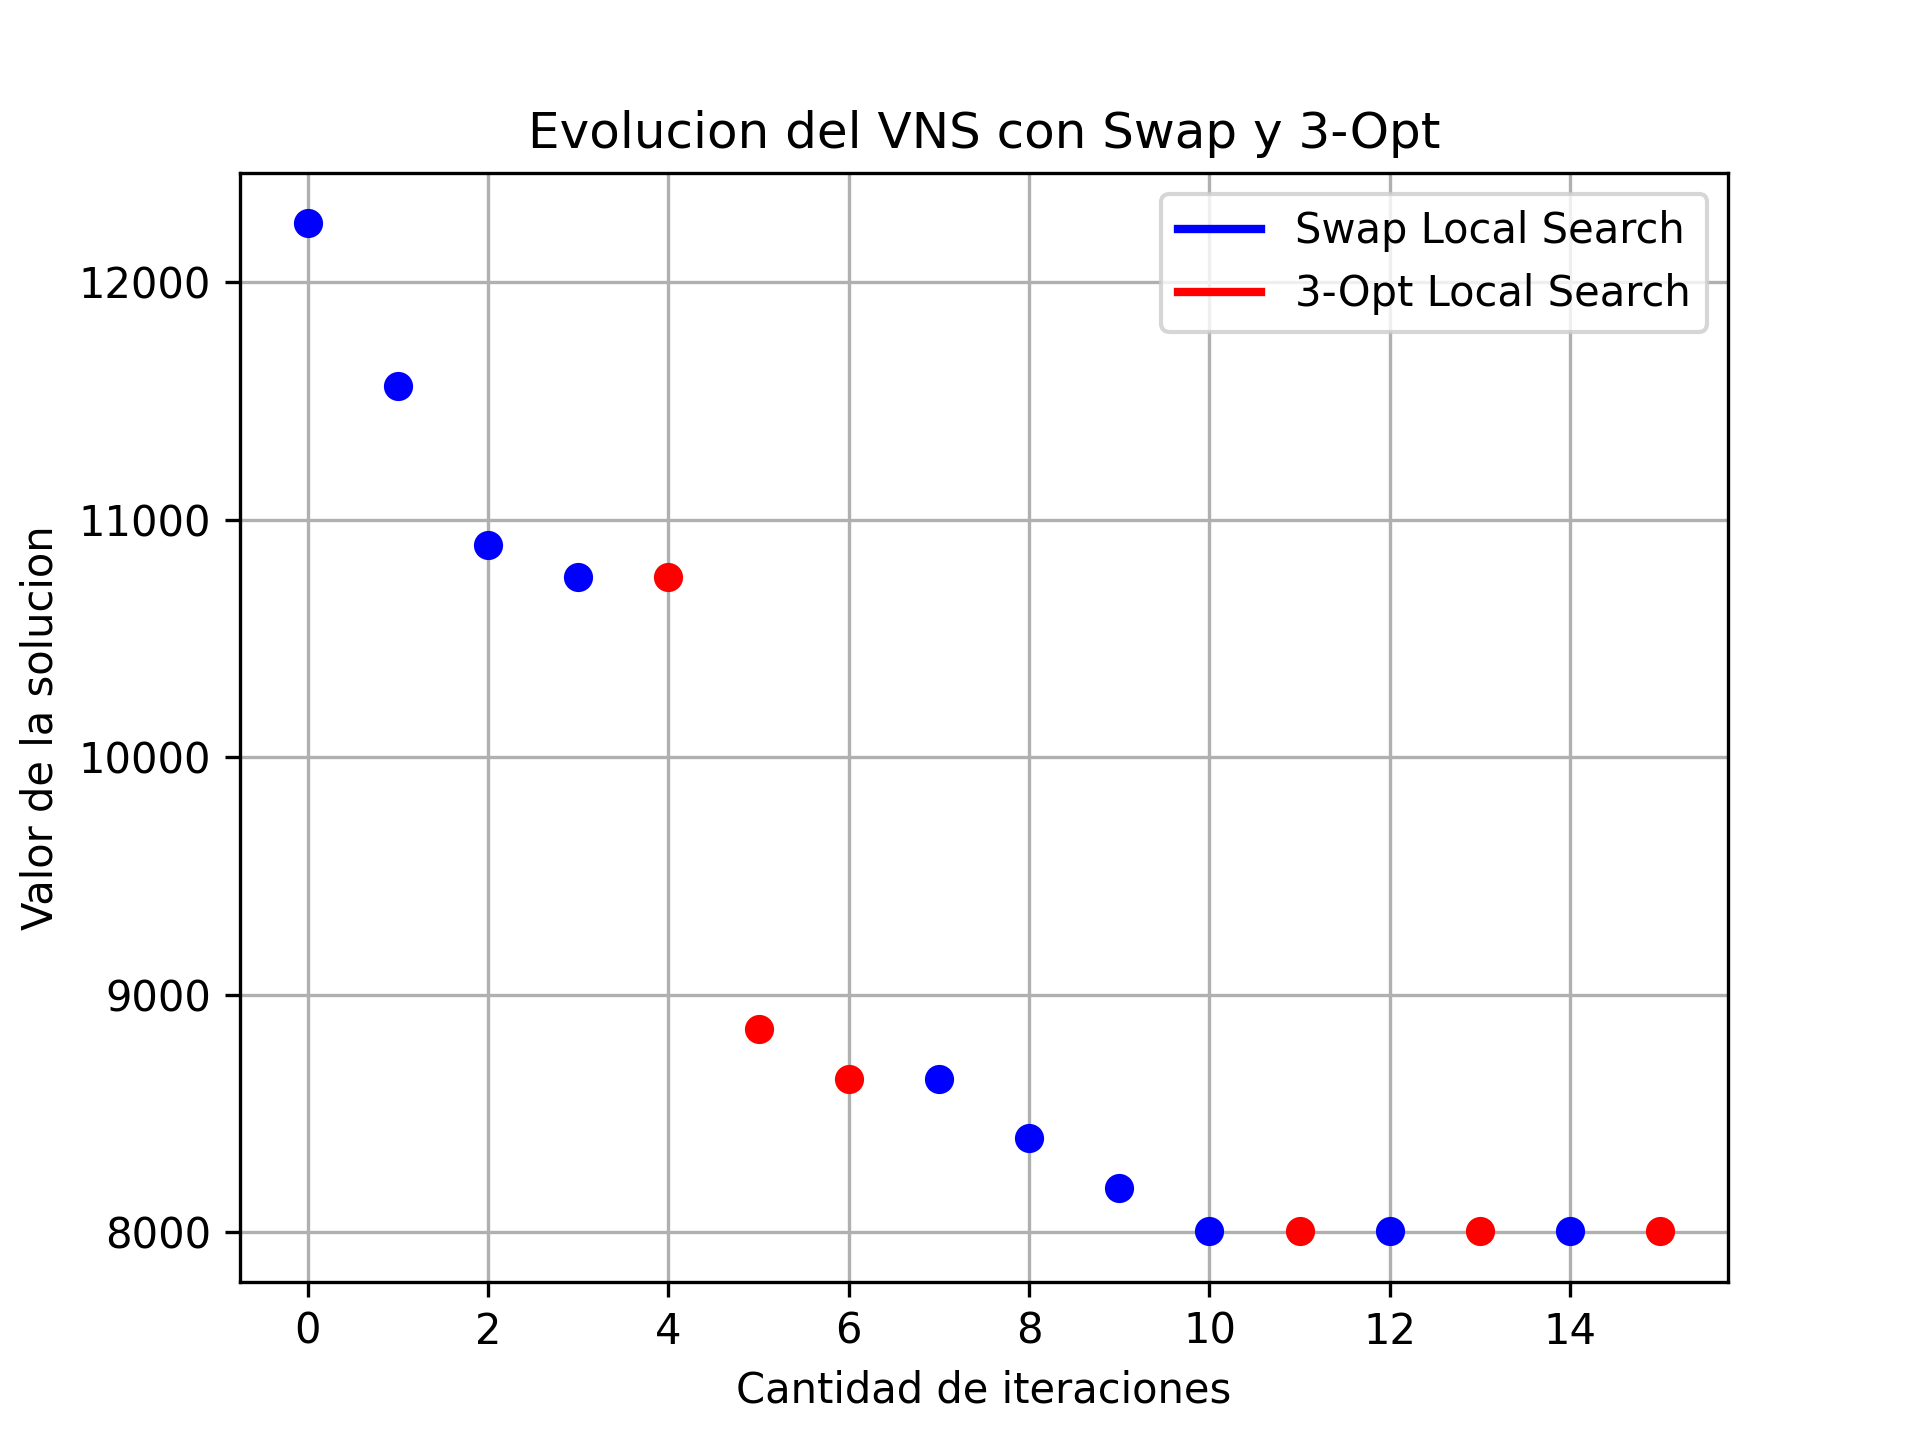 Evolucion del VNS con Swap y 3-Opt
Swap Local Search
3-Opt Local Search
Valor de la solucion
12000
11000
10000
9000
8000
0 2 4 6 8 10 12 14
Cantidad de iteraciones